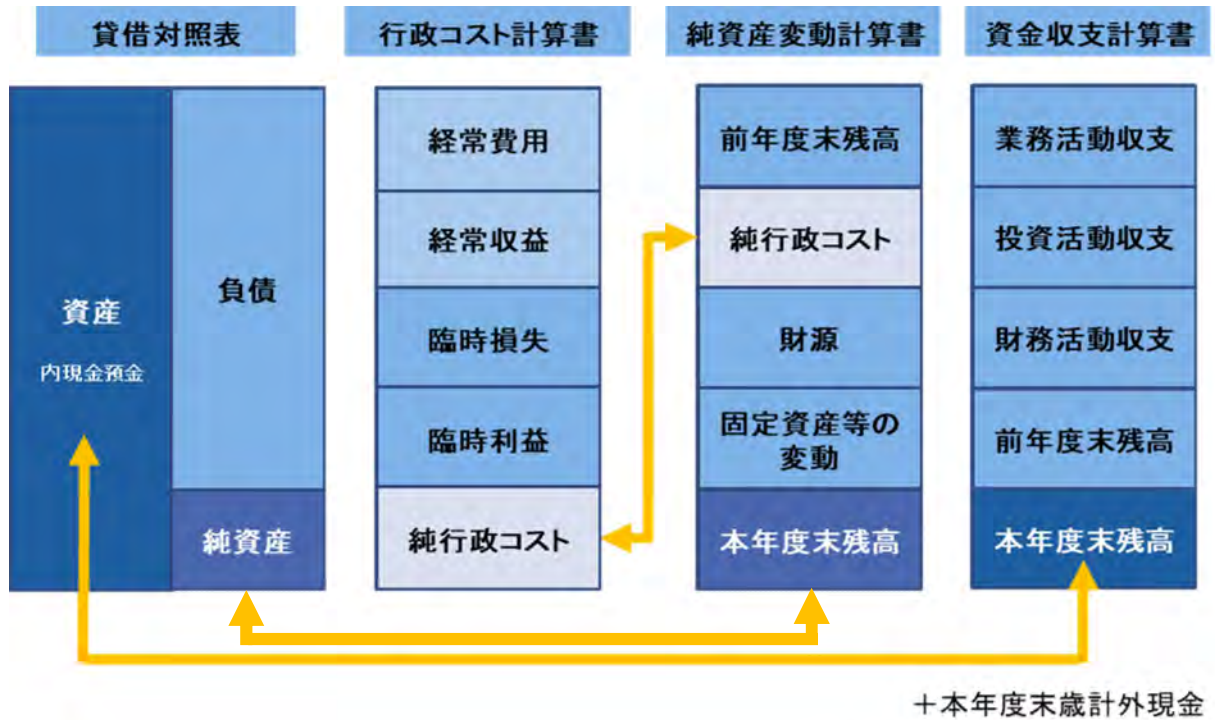 貸借対照表
資産
内現金預金
負債
純資産
行政コスト計算書
経常費用
経常収益
臨時損失
臨時利益
純行政コスト
純資産変動計算書
前年度末残高
純行政コスト
財源
固定資産等の
変動
本年度末残高
資金収支計算書
業務活動収支
投資活動収支
財務活動収支
前年度末残高
本年度末残高
＋本年度末歳計外現金